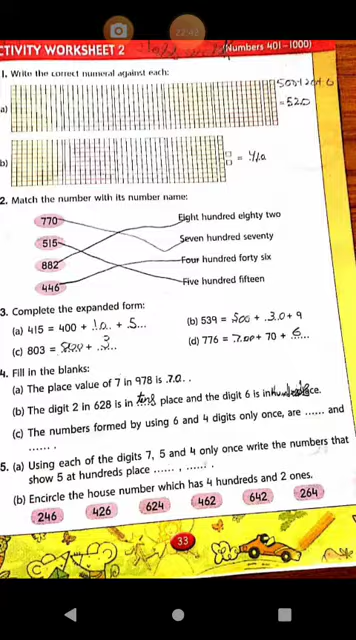 22:42
CTIVITY WORKSHEET 2
(Numbers 401 – 1000)
1. Write the correct numeral against each:
a)
= 520
b)
2. Match the number with its number name:
770 Eight hundred eighty two
515 Seven hundred seventy
882 Four hundred forty six
446 Five hundred fifteen
3. Complete the expanded form:
(a) 415 = 400 + 10 + 5 (b) 539 = 500 + 30 + 9
(c) 803 = 800 + 3 (d) 776 = 700 + 70 + 6
4. Fill in the blanks:
(a) The place value of 7 in 978 is 70.
(b) The digit 2 in 628 is in tens place and the digit 6 is in hundreds place.
(c) The numbers formed by using 6 and 4 digits only once, are ...... and
.......
5. (a) Using each of the digits 7, 5 and 4 only once write the numbers that
show 5 at hundreds place ...... , .......
(b) Encircle the house number which has 4 hundreds and 2 ones.
246 426 624 462 642 264
33